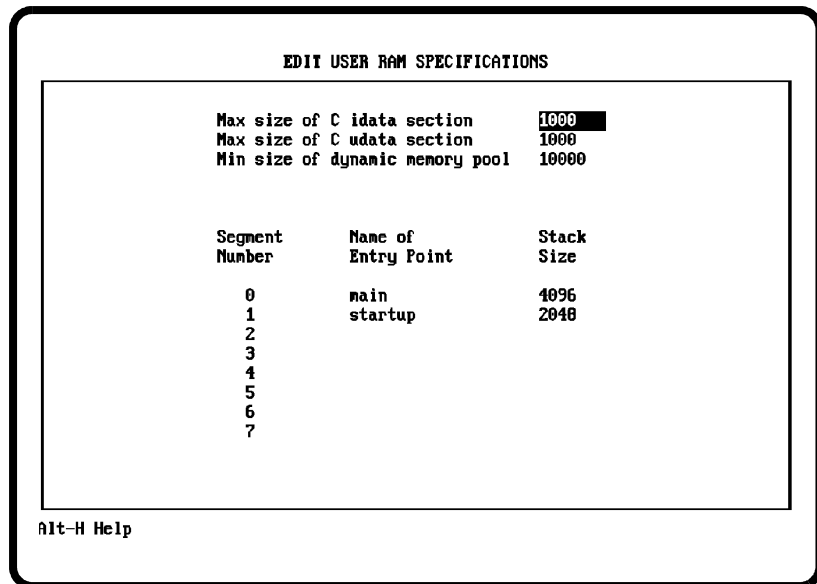 EDIT USER RAM SPECIFICATIONS
Max size of C idata section 1000
Max size of C udata section 1000
Min size of dynamic memory pool 10000
Segment Name of Stack
Number Entry Point Size
0 main 4096
1 startup 2048
2
3
4
5
6
7
Alt-H Help